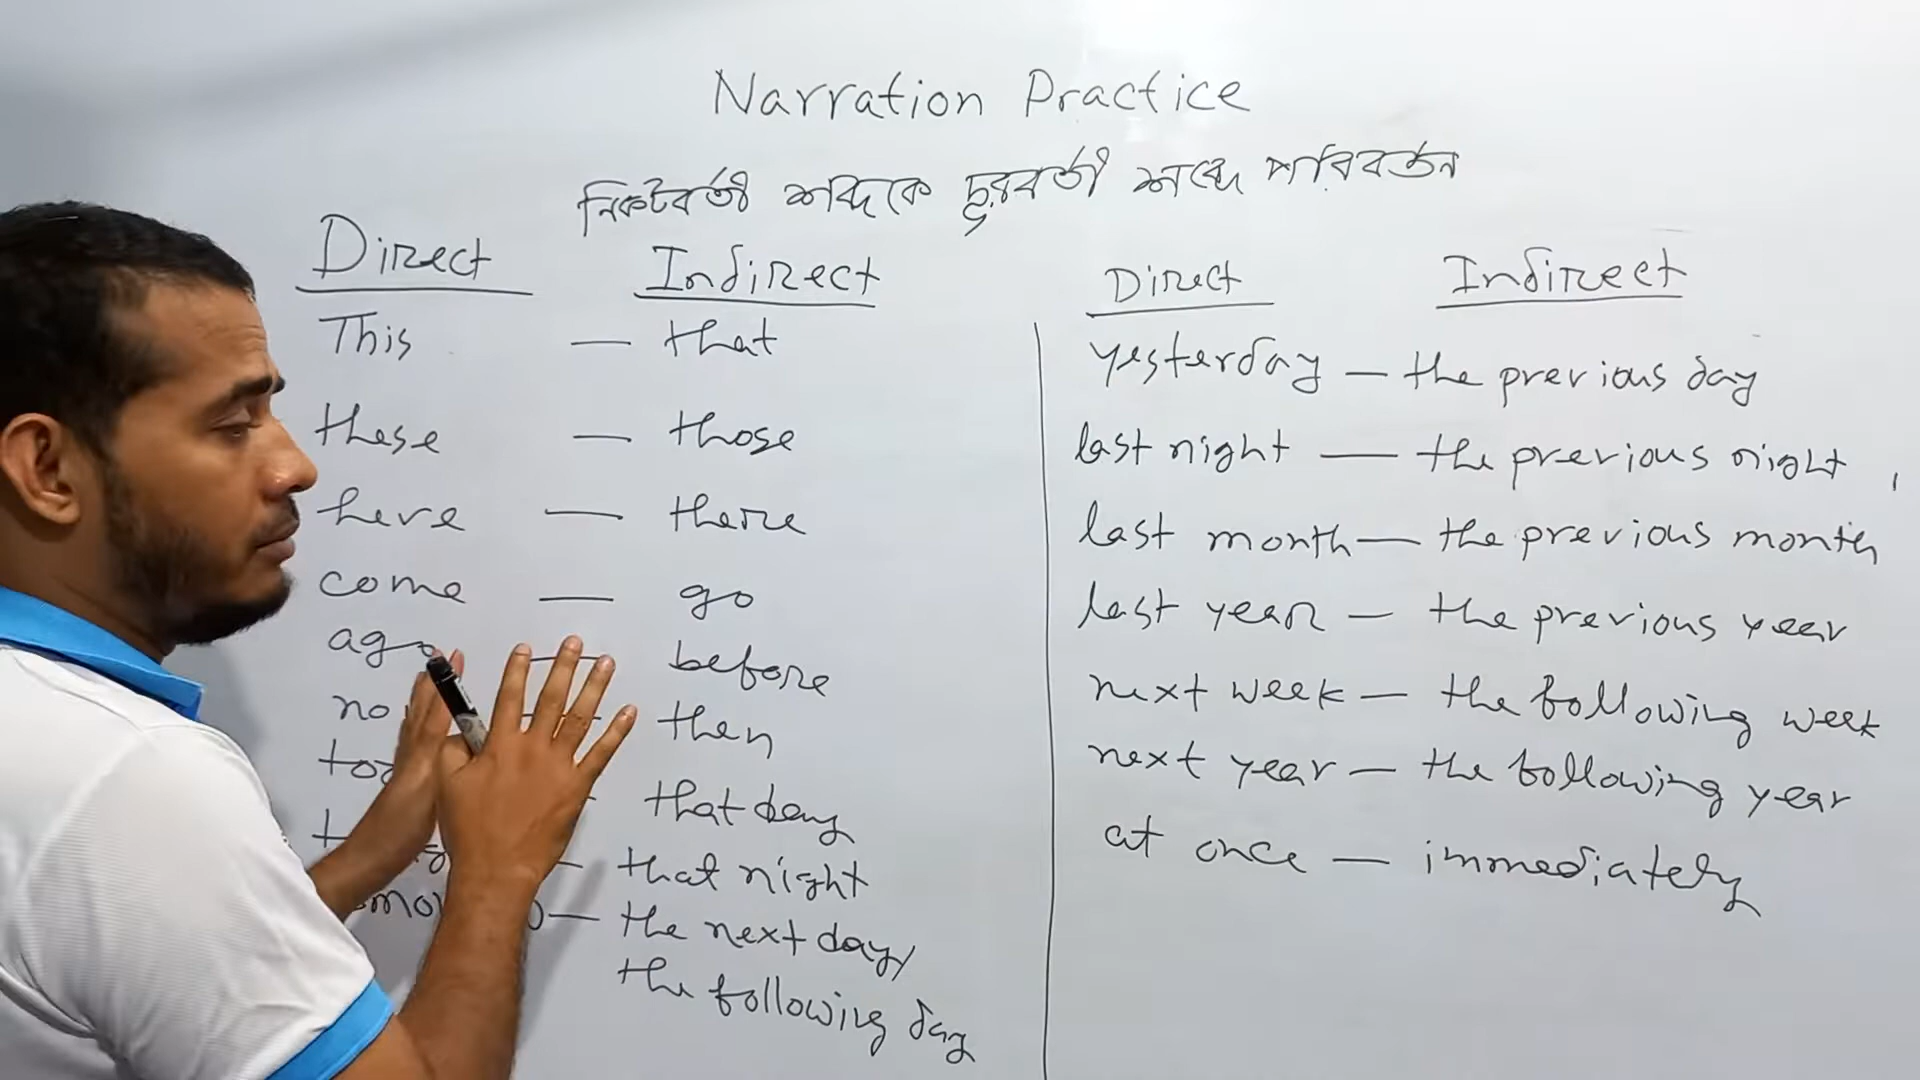 Narration Practice
নিকটবর্তী শব্দকে দূরবর্তী শব্দে পরিবর্তন
Direct Indirect
This — that
these — those
here — there
come — go
ago — before
— then
— that day
— that night
— the next day/
the following day
Direct Indirect
yesterday — the previous day
last night — the previous night
last month — the previous month
last year — the previous year
next week — the following week
next year — the following year
at once — immediately